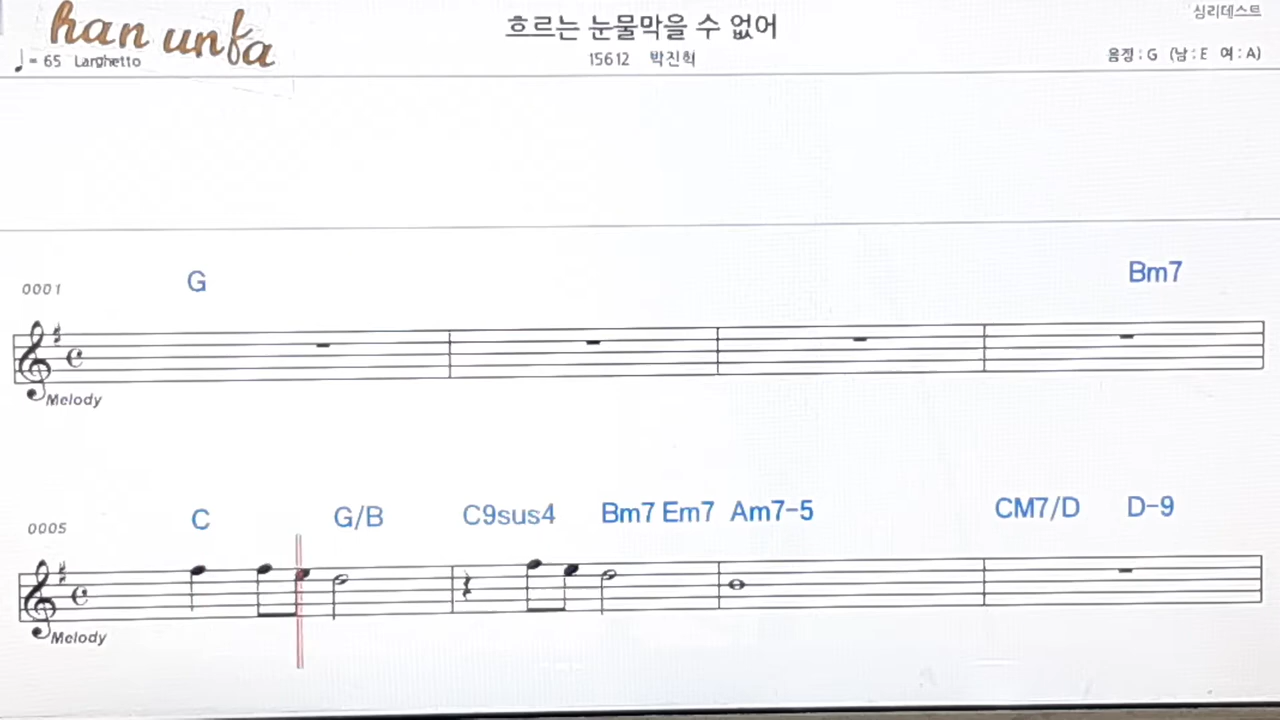 han unfa
흐르는 눈물막을 수 없어
심리테스트
♩= 65 Larghetto
15612 박진혁
음정 : G (남 : E 여 : A)
0001 G Bm7
Melody
0005 C G/B C9sus4 Bm7 Em7 Am7-5 CM7/D D-9
Melody